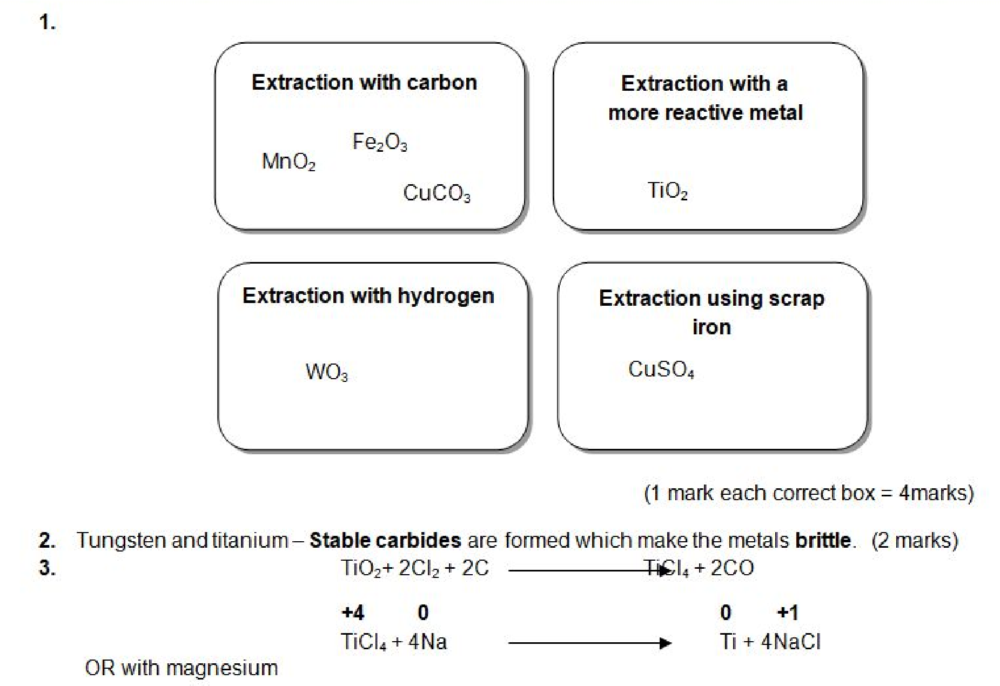 1.
Extraction with carbon
Fe₂O₃
MnO₂
CuCO₃
Extraction with a
more reactive metal
TiO₂
Extraction with hydrogen
WO₃
Extraction using scrap
iron
CuSO₄
(1 mark each correct box = 4marks)
2. Tungsten and titanium – Stable carbides are formed which make the metals brittle. (2 marks)
3. TiO₂+ 2Cl₂ + 2C → TiCl₄ + 2CO
+4 0 0 +1
TiCl₄ + 4Na → Ti + 4NaCl
OR with magnesium